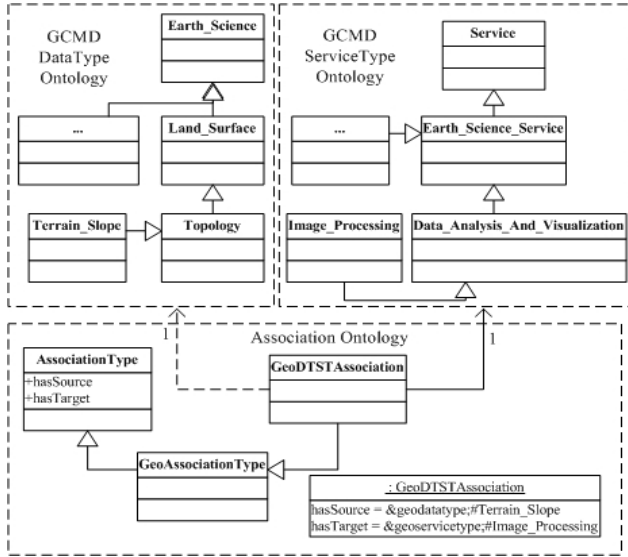 GCMD
DataType
Ontology
Earth_Science
...
Land_Surface
Terrain_Slope
Topology
GCMD
ServiceType
Ontology
Service
...
Earth_Science_Service
Image_Processing
Data_Analysis_And_Visualization
1
1
Association Ontology
AssociationType
+hasSource
+hasTarget
GeoDTSTAssociation
GeoAssociationType
: GeoDTSTAssociation
hasSource = &geodatatype;#Terrain_Slope
hasTarget = &geoservicetype;#Image_Processing